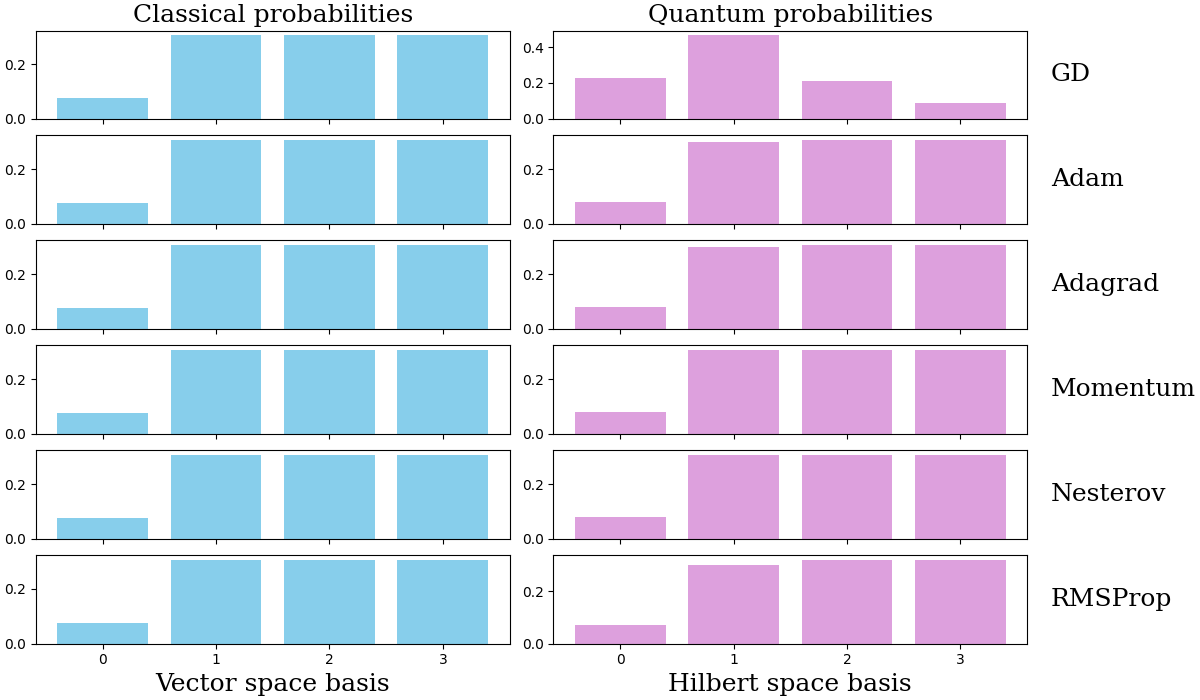 Classical probabilities Quantum probabilities
0.2 0.4
0.2
0.0 0.0
GD
0.2 0.2
0.0 0.0
Adam
0.2 0.2
0.0 0.0
Adagrad
0.2 0.2
0.0 0.0
Momentum
0.2 0.2
0.0 0.0
Nesterov
0.2 0.2
0.0 0.0
RMSProp
0 1 2 3 0 1 2 3
Vector space basis Hilbert space basis